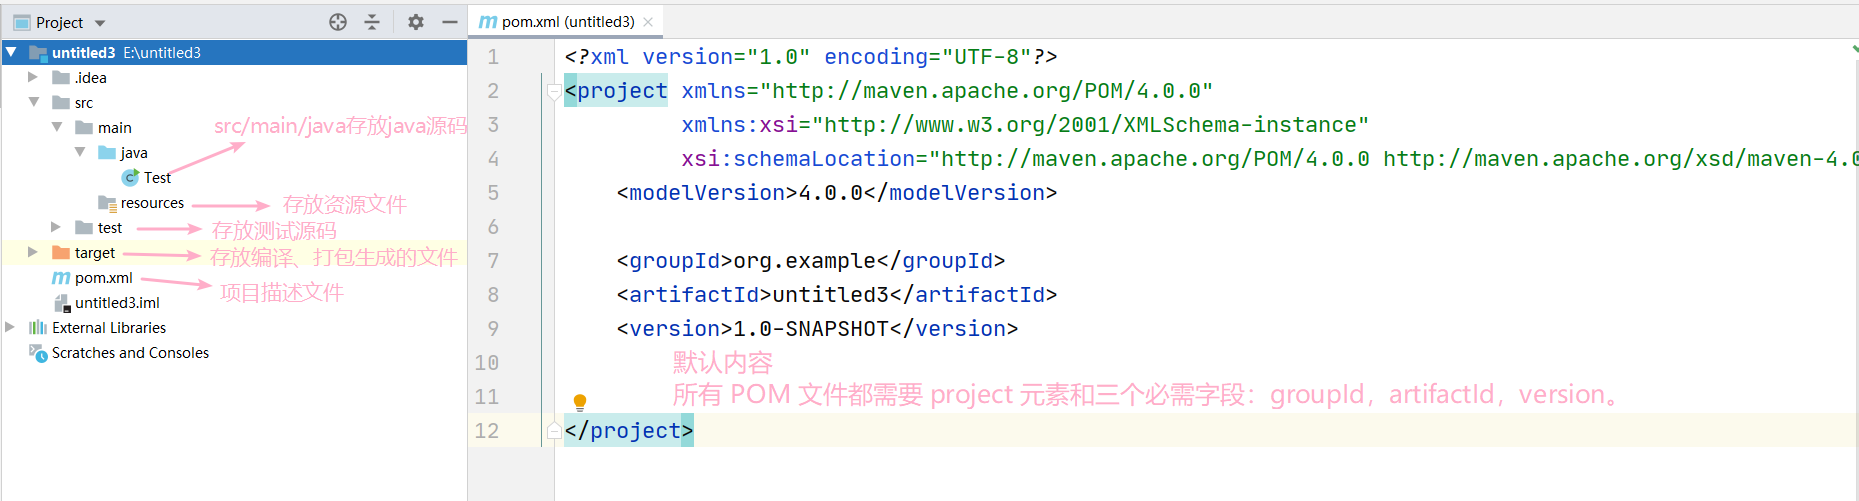 Project
untitled3 E:\untitled3
.idea
src
main
src/main/java存放java源码
java
Test
resources
存放资源文件
test
存放测试源码
target
存放编译、打包生成的文件
pom.xml
项目描述文件
untitled3.iml
External Libraries
Scratches and Consoles
pom.xml (untitled3)
1 <?xml version="1.0" encoding="UTF-8"?>
2 <project xmlns="http://maven.apache.org/POM/4.0.0"
3 xmlns:xsi="http://www.w3.org/2001/XMLSchema-instance"
4 xsi:schemaLocation="http://maven.apache.org/POM/4.0.0 http://maven.apache.org/xsd/maven-4.0
5 <modelVersion>4.0.0</modelVersion>
6
7 <groupId>org.example</groupId>
8 <artifactId>untitled3</artifactId>
9 <version>1.0-SNAPSHOT</version>
10 默认内容
11 所有 POM 文件都需要 project 元素和三个必需字段：groupId，artifactId，version。
12 </project>